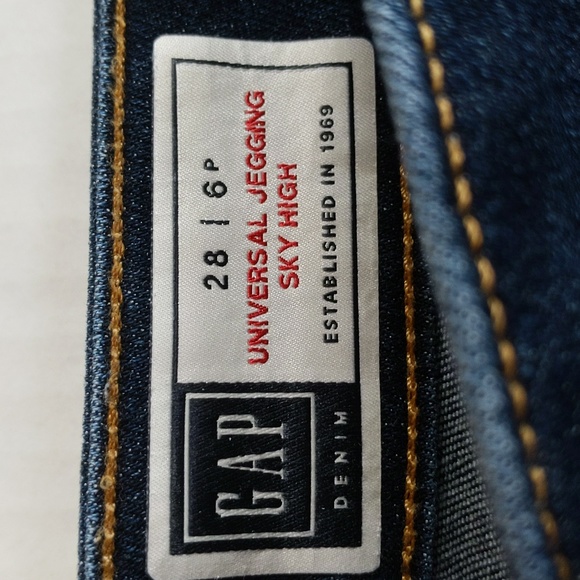 GAP
DENIM
28 | 6P
UNIVERSAL JEGGING
SKY HIGH
ESTABLISHED IN 1969